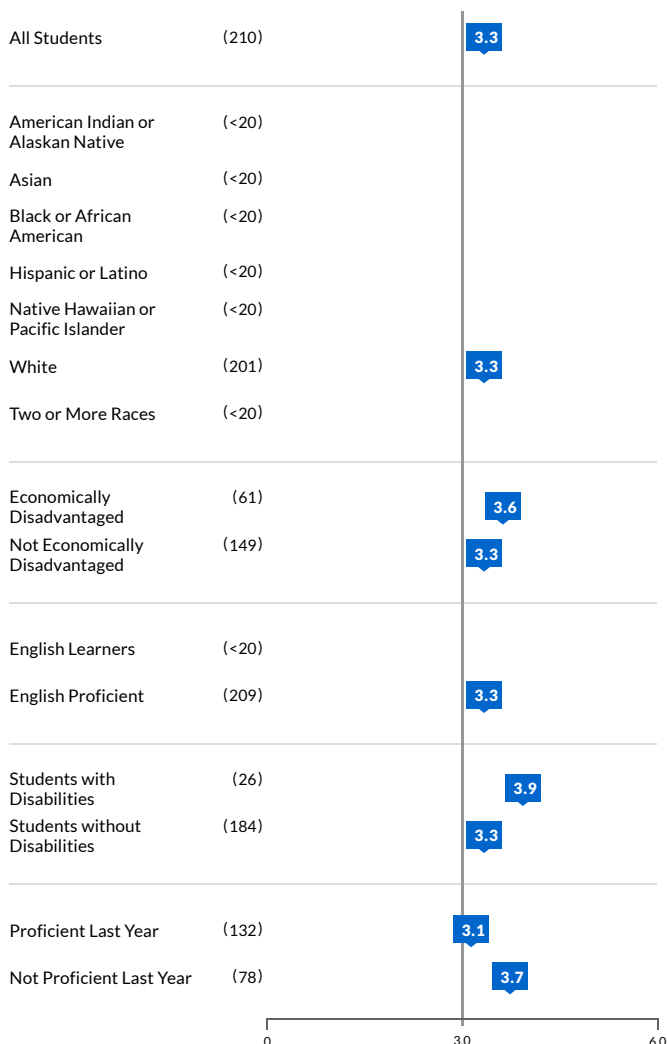 All Students (210) 3.3
American Indian or (<20)
Alaskan Native
Asian (<20)
Black or African (<20)
American
Hispanic or Latino (<20)
Native Hawaiian or (<20)
Pacific Islander
White (201) 3.3
Two or More Races (<20)
Economically (61) 3.6
Disadvantaged
Not Economically (149) 3.3
Disadvantaged
English Learners (<20)
English Proficient (209) 3.3
Students with (26) 3.9
Disabilities
Students without (184) 3.3
Disabilities
Proficient Last Year (132) 3.1
Not Proficient Last Year (78) 3.7
0 3.0 6.0